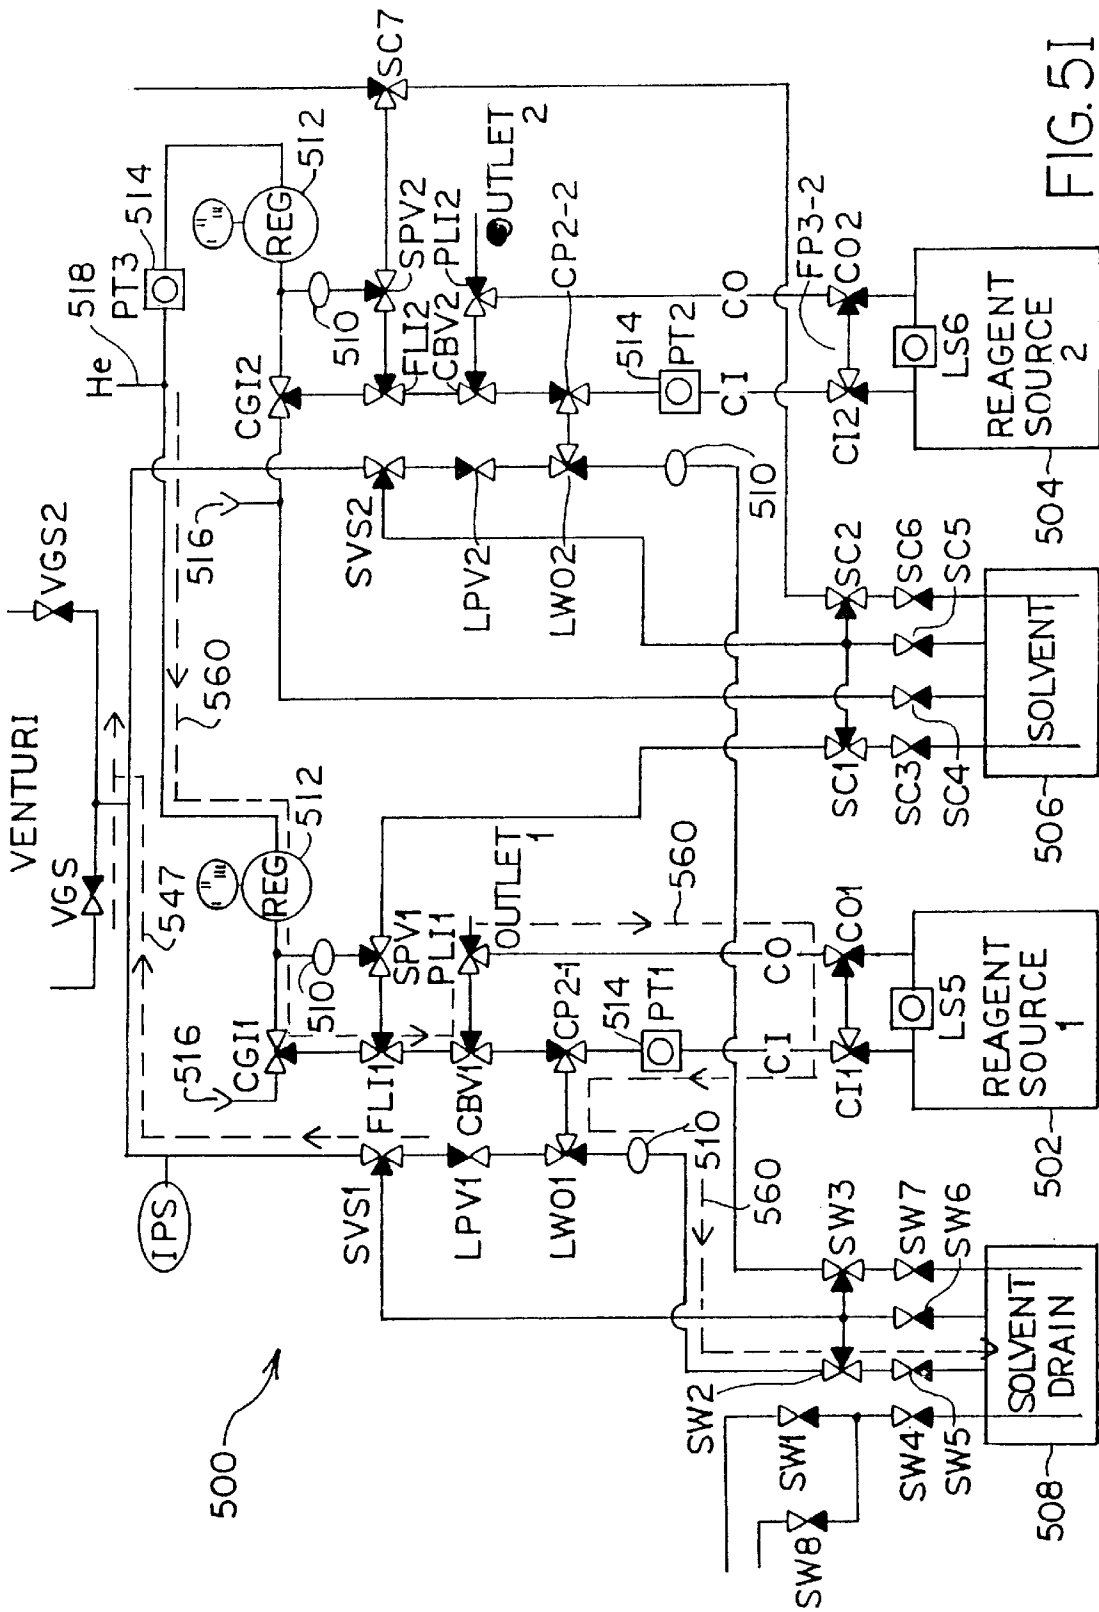 500
VENTURI
VGS
VGS2
547
560
516
IPS
CGI1
REG
512
510
SVS1
FLI1
SPV1
PLI1
LPV1
CBV1
OUTLET
1
LWO1
CP2-1
514
PT1
510
560
CI
CO
560
CI1
CO1
LS5
REAGENT
SOURCE
1
502
SW1
SW2
SW3
SW8
SW4
SW5
SW7
SW6
SOLVENT
DRAIN
508
He
518
PT3
514
REG
512
516
CGI2
510
SC7
SVS2
FLI2
SPV2
LPV2
CBV2
PLI2
OUTLET
2
LWO2
CP2-2
514
PT2
510
CI
CO
FP3-2
CI2
CO2
LS6
REAGENT
SOURCE
2
504
SC1
SC2
SC3
SC4
SC6
SC5
SOLVENT
506
FIG. 5I